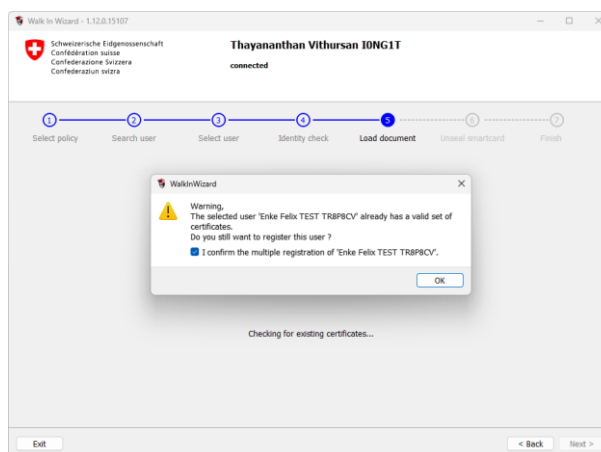 Walk In Wizard - 1.12.0.15107
Schweizerische Eidgenossenschaft
Confédération suisse
Confederazione Svizzera
Confederaziun svizra
Thayananthan Vithursan I0NG1T
connected
1
2
3
4
5
6
7
Select policy
Search user
Select user
Identity check
Load document
Unseal smartcard
Finish
WalkInWizard
Warning,
The selected user 'Enke Felix TEST TR8P8CV' already has a valid set of
certificates.
Do you still want to register this user ?
I confirm the multiple registration of 'Enke Felix TEST TR8P8CV'.
OK
Checking for existing certificates...
Exit
< Back
Next >